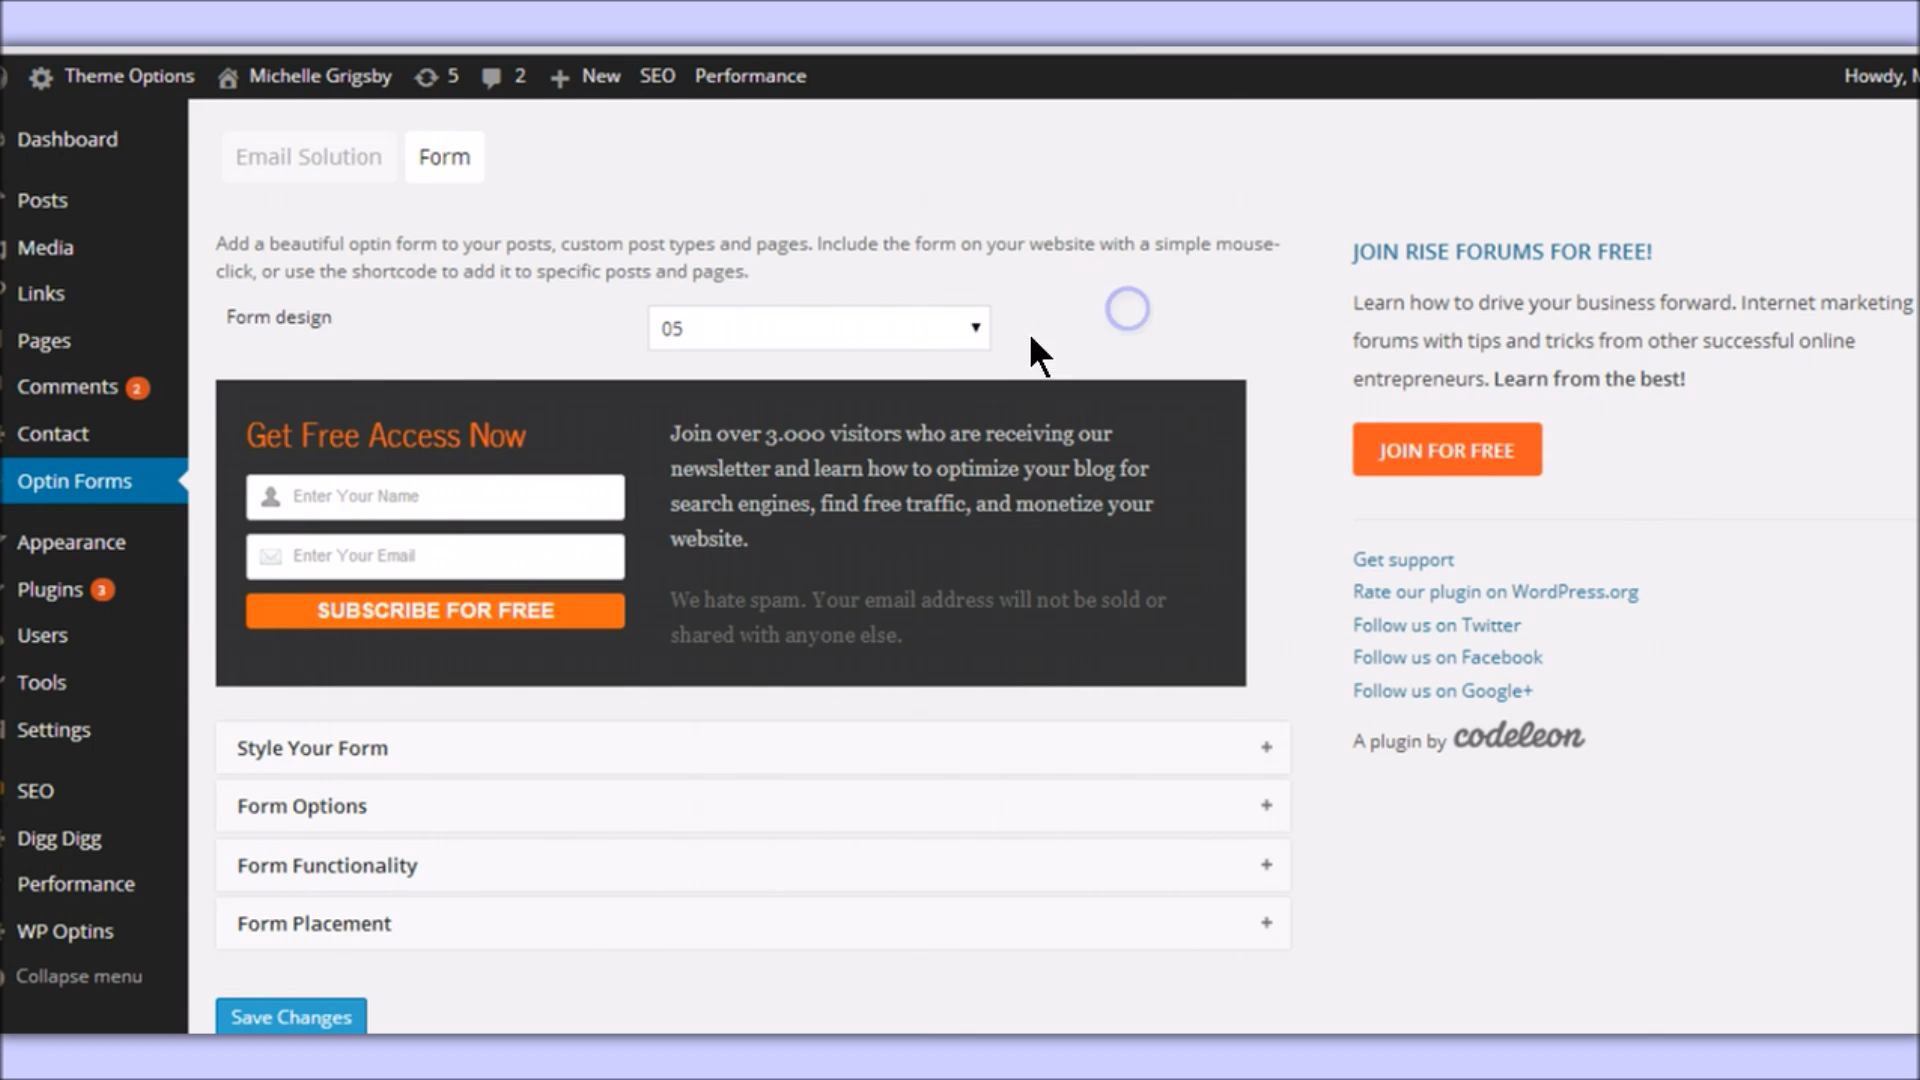 Theme Options Michelle Grigsby 5 2 New SEO Performance Howdy, M
Dashboard
Posts
Media
Links
Pages
Comments 2
Contact
Optin Forms
Appearance
Plugins 3
Users
Tools
Settings
SEO
Digg Digg
Performance
WP Optins
Collapse menu
Email Solution Form
Add a beautiful optin form to your posts, custom post types and pages. Include the form on your website with a simple mouse-
click, or use the shortcode to add it to specific posts and pages.
Form design 05
Get Free Access Now
Enter Your Name
Enter Your Email
SUBSCRIBE FOR FREE
Join over 3.000 visitors who are receiving our
newsletter and learn how to optimize your blog for
search engines, find free traffic, and monetize your
website.
We hate spam. Your email address will not be sold or
shared with anyone else.
Style Your Form +
Form Options +
Form Functionality +
Form Placement +
Save Changes
JOIN RISE FORUMS FOR FREE!
Learn how to drive your business forward. Internet marketing
forums with tips and tricks from other successful online
entrepreneurs. Learn from the best!
JOIN FOR FREE
Get support
Rate our plugin on WordPress.org
Follow us on Twitter
Follow us on Facebook
Follow us on Google+
A plugin by codeleon